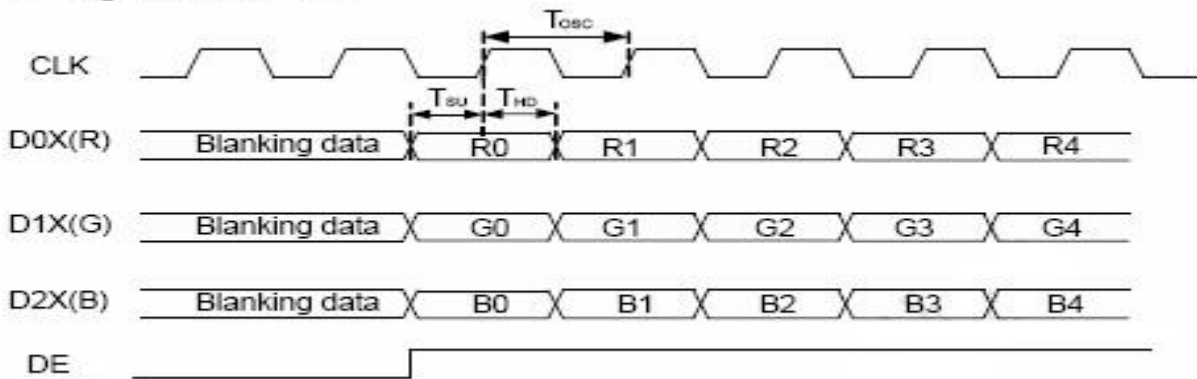 Tosc
CLK
TSU THD
D0X(R) Blanking data R0 R1 R2 R3 R4
D1X(G) Blanking data G0 G1 G2 G3 G4
D2X(B) Blanking data B0 B1 B2 B3 B4
DE